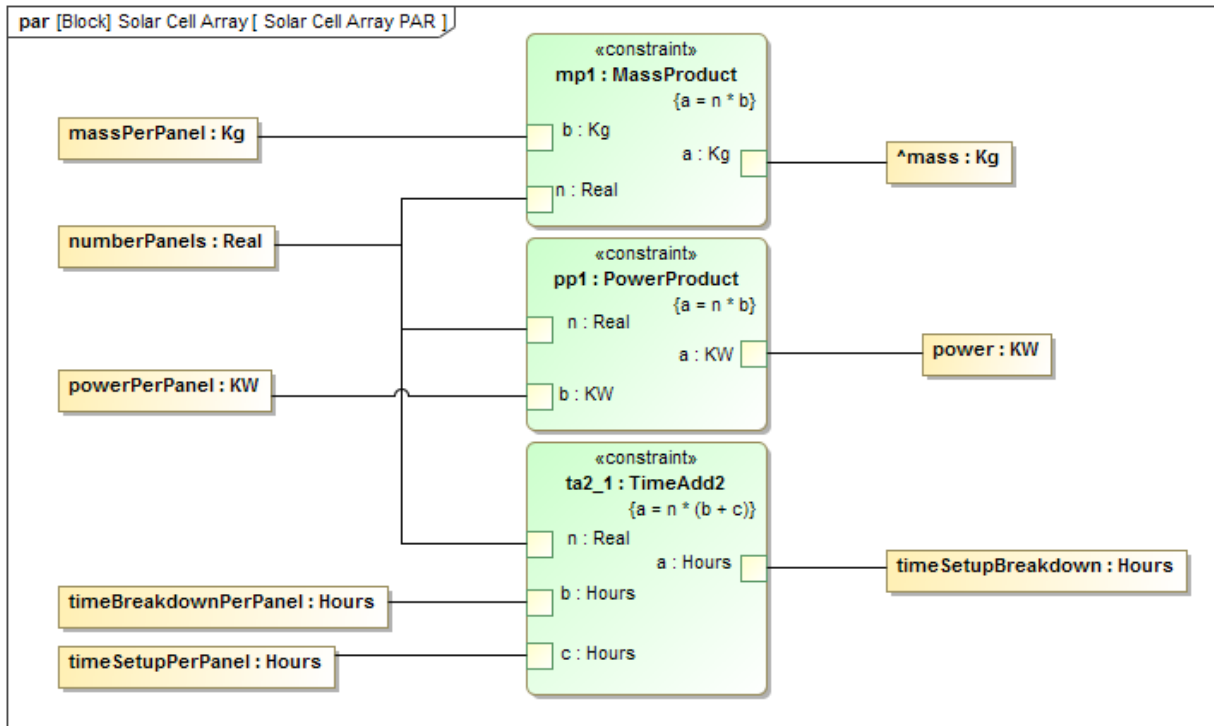 par [Block] Solar Cell Array [ Solar Cell Array PAR ]
«constraint»
mp1 : MassProduct
{a = n * b}
massPerPanel : Kg
b : Kg
a : Kg
^mass : Kg
n : Real
numberPanels : Real
«constraint»
pp1 : PowerProduct
{a = n * b}
n : Real
a : KW
power : KW
powerPerPanel : KW
b : KW
«constraint»
ta2_1 : TimeAdd2
{a = n * (b + c)}
n : Real
a : Hours
timeSetupBreakdown : Hours
timeBreakdownPerPanel : Hours
b : Hours
timeSetupPerPanel : Hours
c : Hours